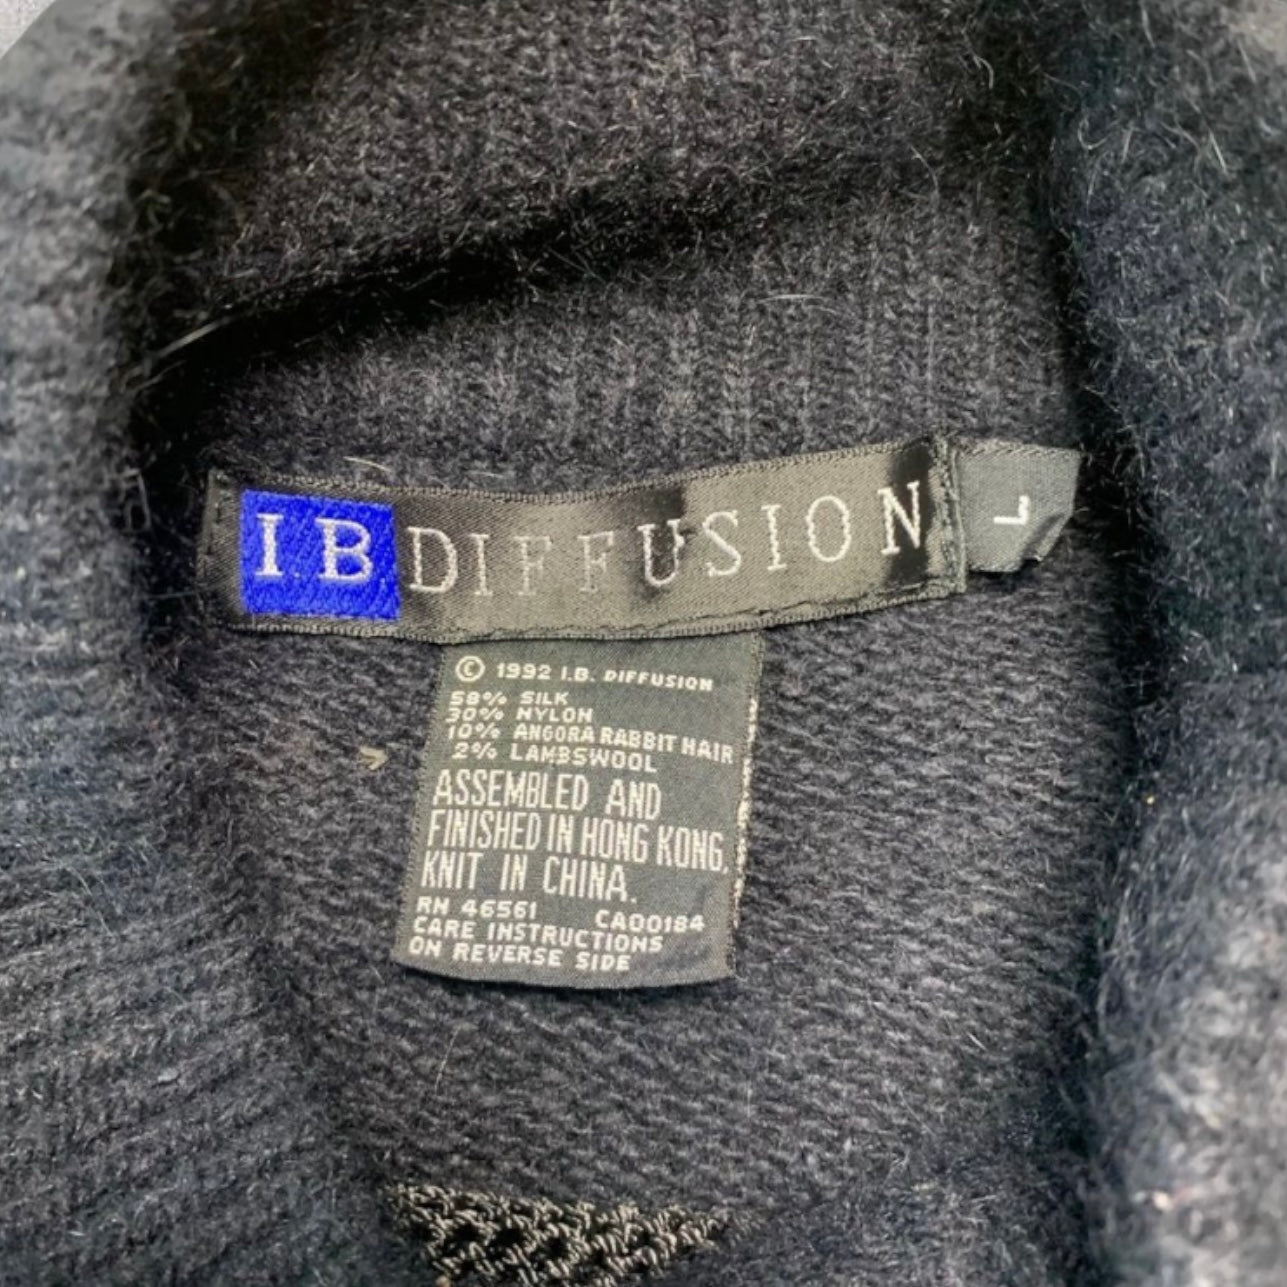 I.B DIFFUSION
L
© 1992 I.B. DIFFUSION
58% SILK
30% NYLON
10% ANGORA RABBIT HAIR
2% LAMBSWOOL
ASSEMBLED AND
FINISHED IN HONG KONG,
KNIT IN CHINA.
RN 46561 CA00184
CARE INSTRUCTIONS
ON REVERSE SIDE